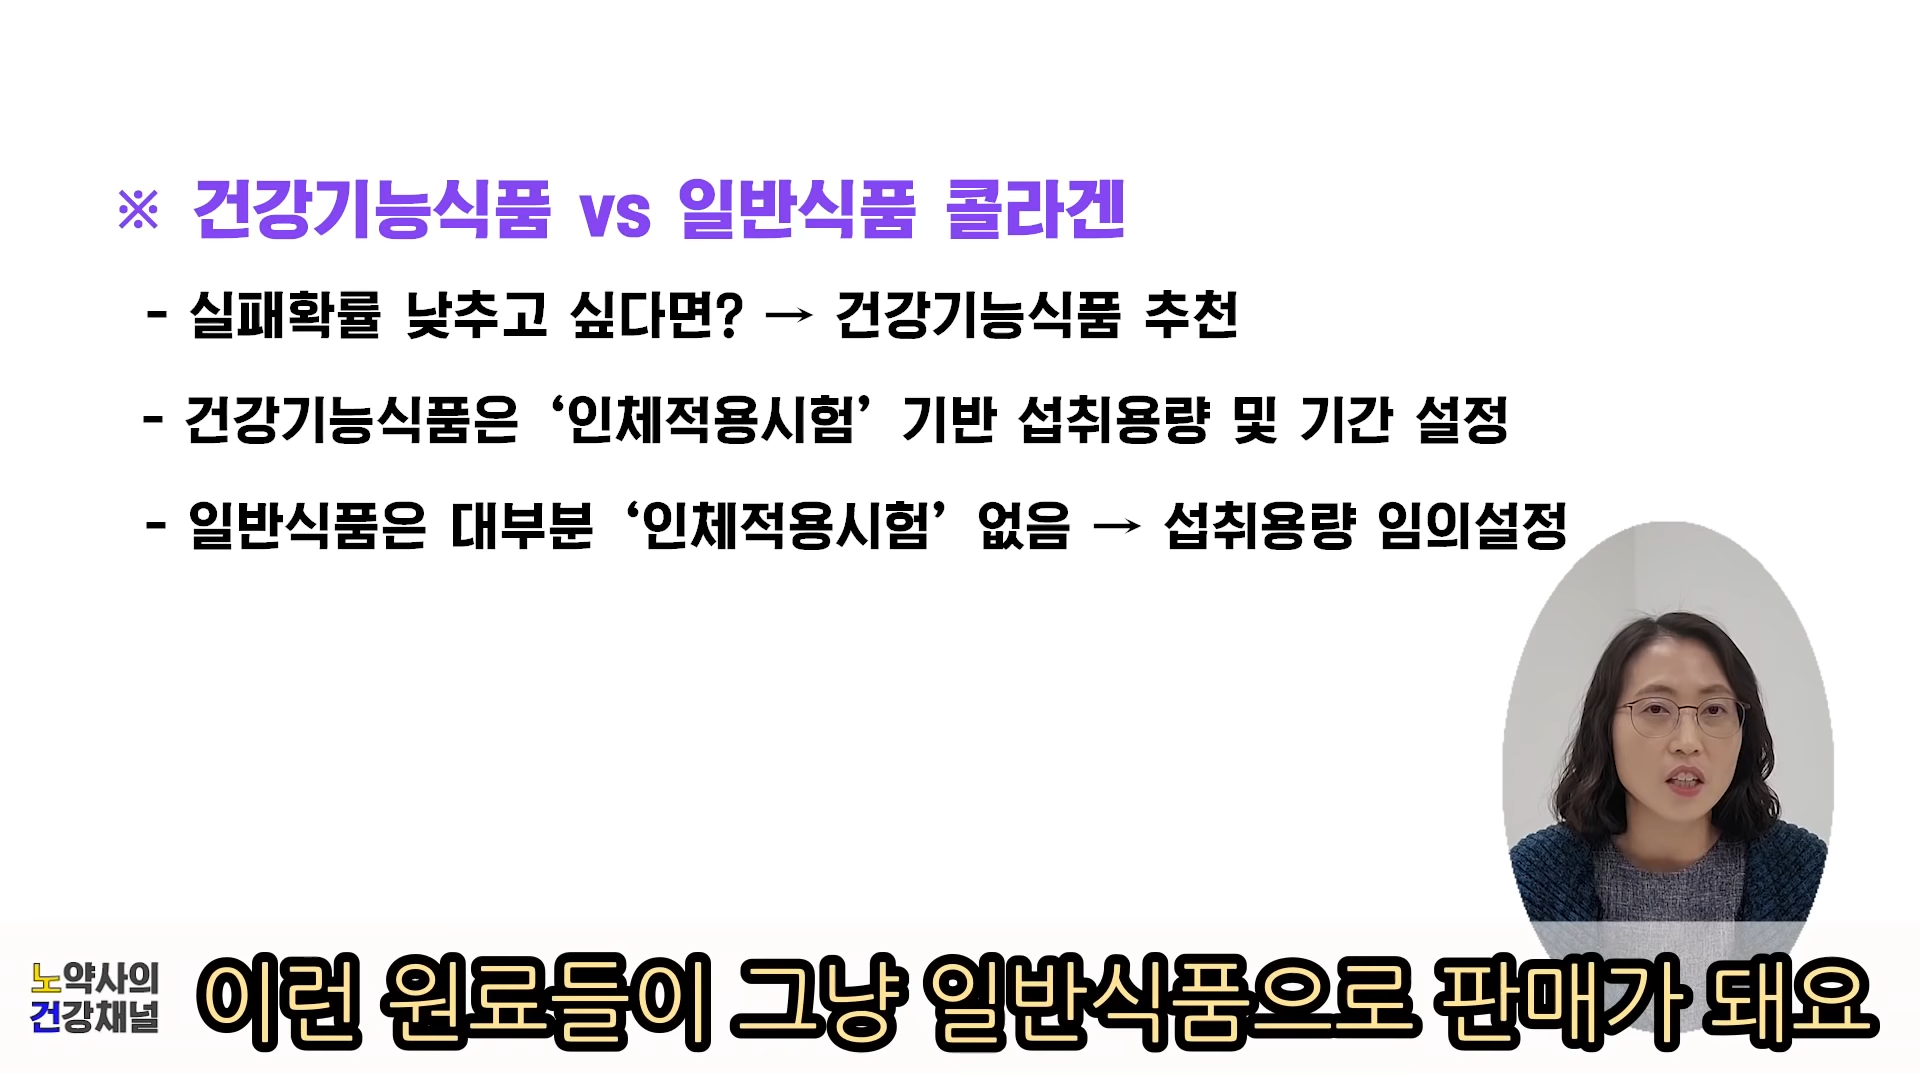 ※ 건강기능식품 vs 일반식품 콜라겐
- 실패확률 낮추고 싶다면? → 건강기능식품 추천
- 건강기능식품은 ‘인체적용시험’ 기반 섭취용량 및 기간 설정
- 일반식품은 대부분 ‘인체적용시험’ 없음 → 섭취용량 임의설정
노약사의
건강채널
이런 원료들이 그냥 일반식품으로 판매가 돼요